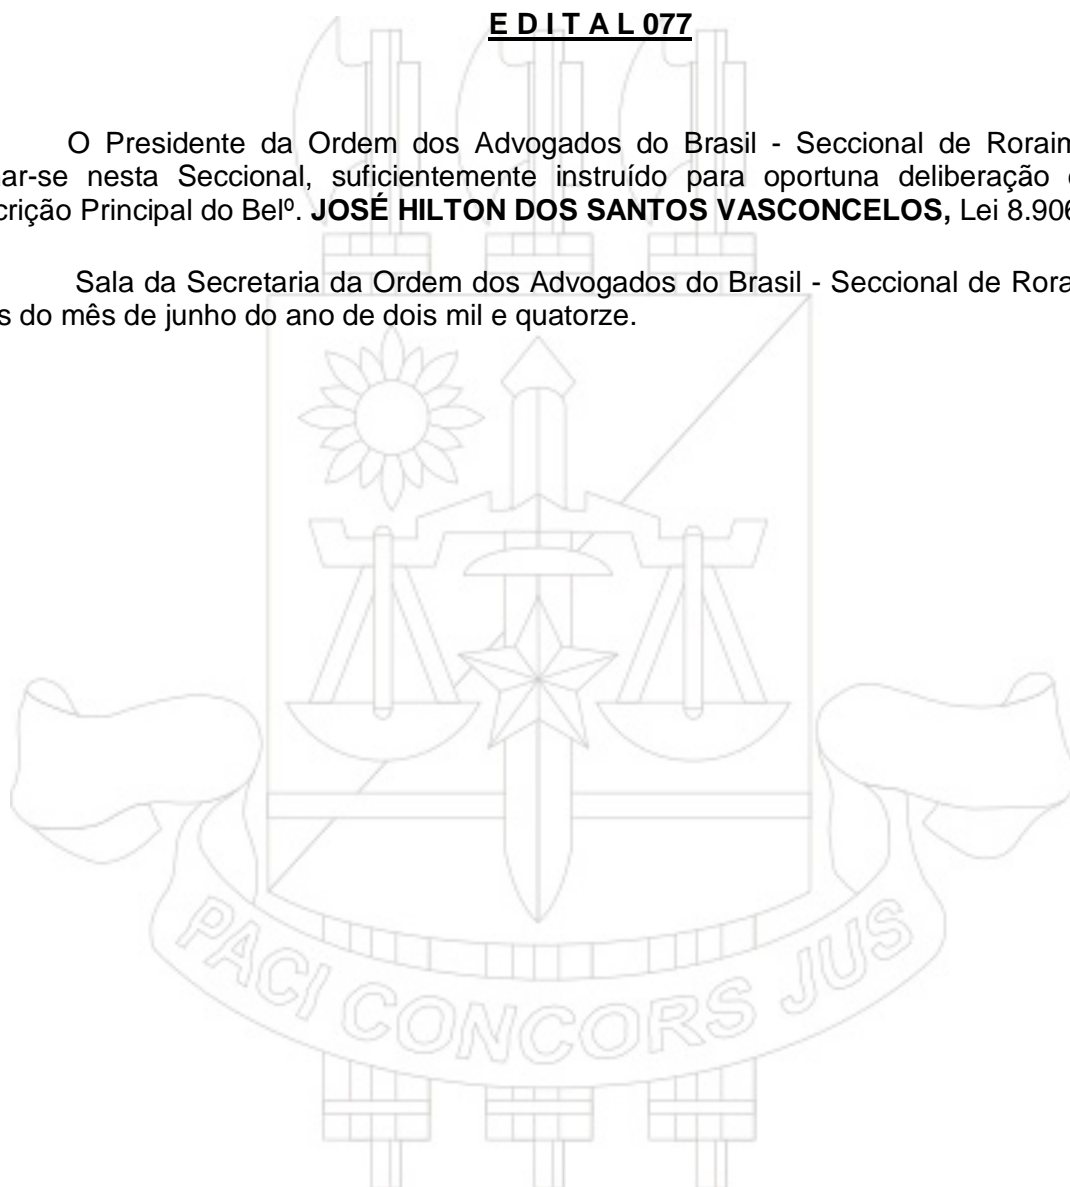 E D I T A L 077
O Presidente da Ordem dos Advogados do Brasil - Seccional de Roraim
ar-se nesta Seccional, suficientemente instruído para oportuna deliberação
crição Principal do Belº. JOSÉ HILTON DOS SANTOS VASCONCELOS, Lei 8.906
Sala da Secretaria da Ordem dos Advogados do Brasil - Seccional de Rora
s do mês de junho do ano de dois mil e quatorze.
PACI CONCORS JUS